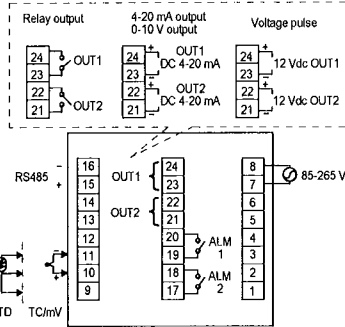 Relay output
4-20 mA output
0-10 V output
Voltage pulse
24
23
22
21
OUT1
OUT2
24
23
22
21
+
−
+
−
OUT1
DC 4-20 mA
OUT2
DC 4-20 mA
24
23
22
21
+
−
+
−
12 Vdc OUT1
12 Vdc OUT2
RS485
−
+
16
15
14
13
12
11
10
9
−
+
TD
TC/mV
OUT1
OUT2
24
23
22
21
20
19
18
17
ALM
1
ALM
2
8
7
6
5
4
3
2
1
85-265 V